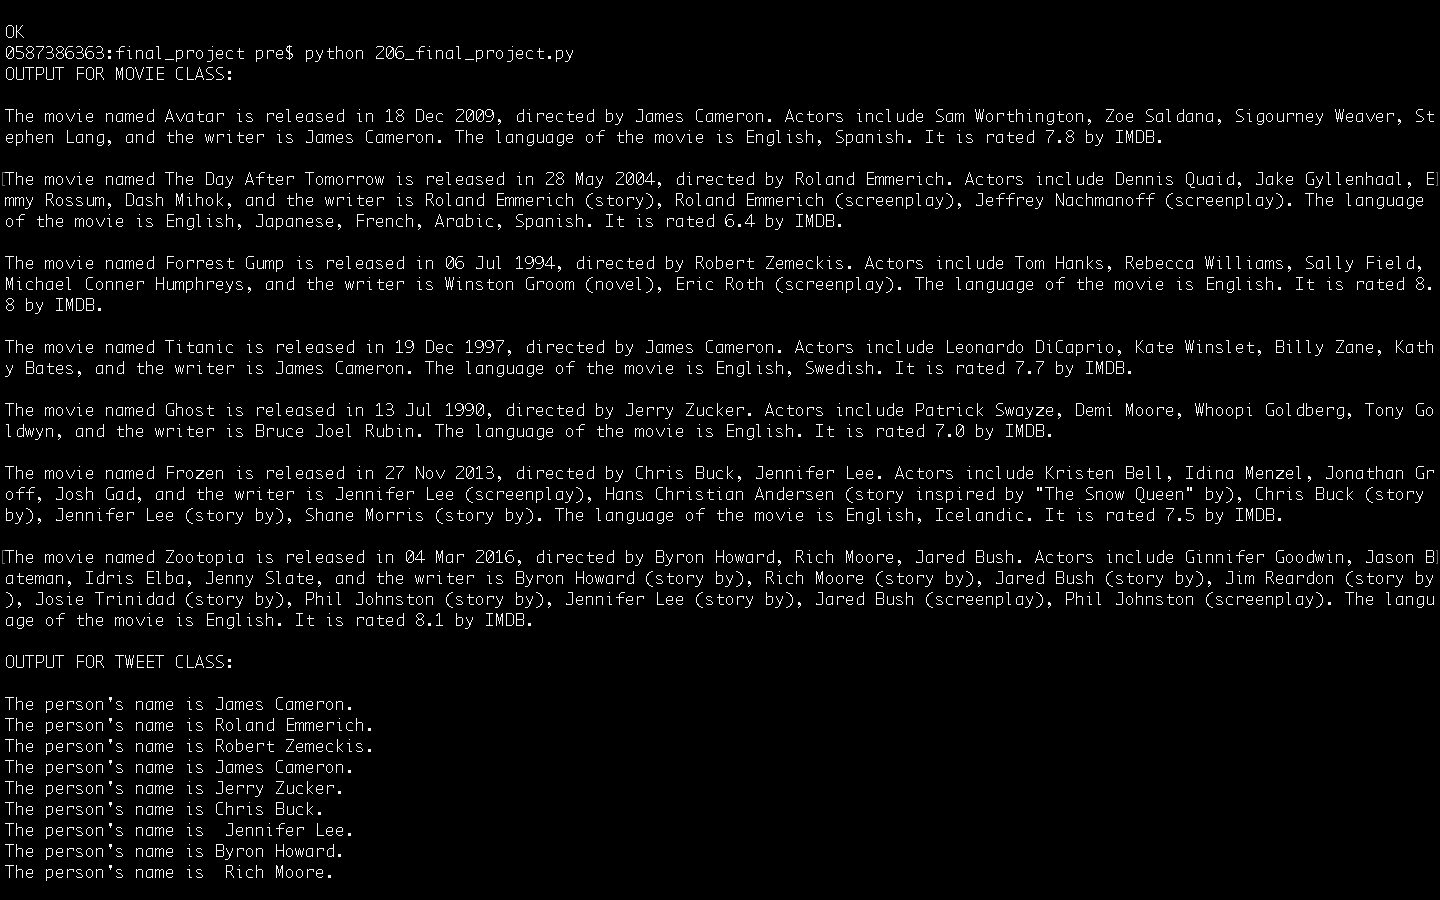 OK
0587386363:final_project pre$ python 206_final_project.py
OUTPUT FOR MOVIE CLASS:
The movie named Avatar is released in 18 Dec 2009, directed by James Cameron. Actors include Sam Worthington, Zoe Saldana, Sigourney Weaver, St
ephen Lang, and the writer is James Cameron. The language of the movie is English, Spanish. It is rated 7.8 by IMDB.
The movie named The Day After Tomorrow is released in 28 May 2004, directed by Roland Emmerich. Actors include Dennis Quaid, Jake Gyllenhaal, E
mmy Rossum, Dash Mihok, and the writer is Roland Emmerich (story), Roland Emmerich (screenplay), Jeffrey Nachmanoff (screenplay). The language
of the movie is English, Japanese, French, Arabic, Spanish. It is rated 6.4 by IMDB.
The movie named Forrest Gump is released in 06 Jul 1994, directed by Robert Zemeckis. Actors include Tom Hanks, Rebecca Williams, Sally Field,
Michael Conner Humphreys, and the writer is Winston Groom (novel), Eric Roth (screenplay). The language of the movie is English. It is rated 8.
8 by IMDB.
The movie named Titanic is released in 19 Dec 1997, directed by James Cameron. Actors include Leonardo DiCaprio, Kate Winslet, Billy Zane, Kath
y Bates, and the writer is James Cameron. The language of the movie is English, Swedish. It is rated 7.7 by IMDB.
The movie named Ghost is released in 13 Jul 1990, directed by Jerry Zucker. Actors include Patrick Swayze, Demi Moore, Whoopi Goldberg, Tony Go
ldwyn, and the writer is Bruce Joel Rubin. The language of the movie is English. It is rated 7.0 by IMDB.
The movie named Frozen is released in 27 Nov 2013, directed by Chris Buck, Jennifer Lee. Actors include Kristen Bell, Idina Menzel, Jonathan Gr
off, Josh Gad, and the writer is Jennifer Lee (screenplay), Hans Christian Andersen (story inspired by "The Snow Queen" by), Chris Buck (story
by), Jennifer Lee (story by), Shane Morris (story by). The language of the movie is English, Icelandic. It is rated 7.5 by IMDB.
The movie named Zootopia is released in 04 Mar 2016, directed by Byron Howard, Rich Moore, Jared Bush. Actors include Ginnifer Goodwin, Jason B
ateman, Idris Elba, Jenny Slate, and the writer is Byron Howard (story by), Rich Moore (story by), Jared Bush (story by), Jim Reardon (story by
), Josie Trinidad (story by), Phil Johnston (story by), Jennifer Lee (story by), Jared Bush (screenplay), Phil Johnston (screenplay). The langu
age of the movie is English. It is rated 8.1 by IMDB.
OUTPUT FOR TWEET CLASS:
The person's name is James Cameron.
The person's name is Roland Emmerich.
The person's name is Robert Zemeckis.
The person's name is James Cameron.
The person's name is Jerry Zucker.
The person's name is Chris Buck.
The person's name is  Jennifer Lee.
The person's name is Byron Howard.
The person's name is  Rich Moore.